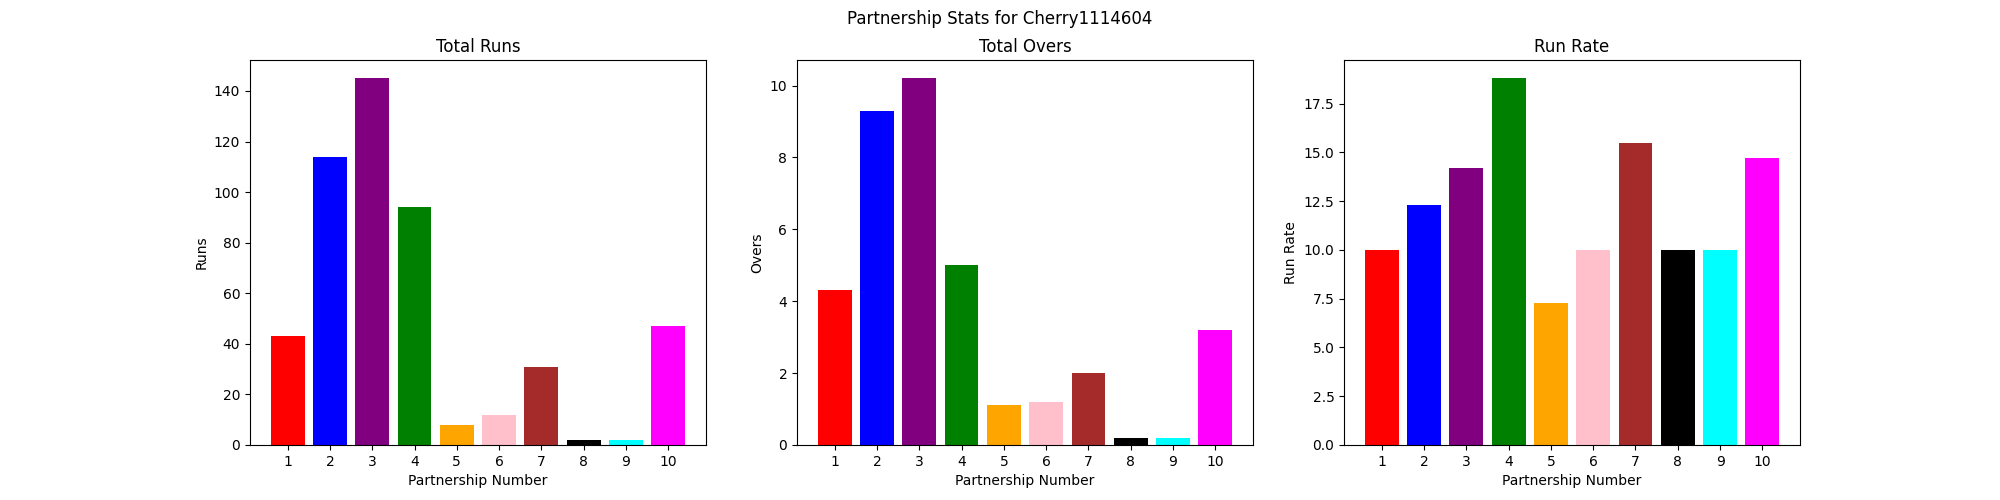 Partnership Stats for Cherry1114604
Total Runs
Runs
140
120
100
80
60
40
20
0
1 2 3 4 5 6 7 8 9 10
Partnership Number
Total Overs
Overs
10
8
6
4
2
0
1 2 3 4 5 6 7 8 9 10
Partnership Number
Run Rate
Run Rate
17.5
15.0
12.5
10.0
7.5
5.0
2.5
0.0
1 2 3 4 5 6 7 8 9 10
Partnership Number